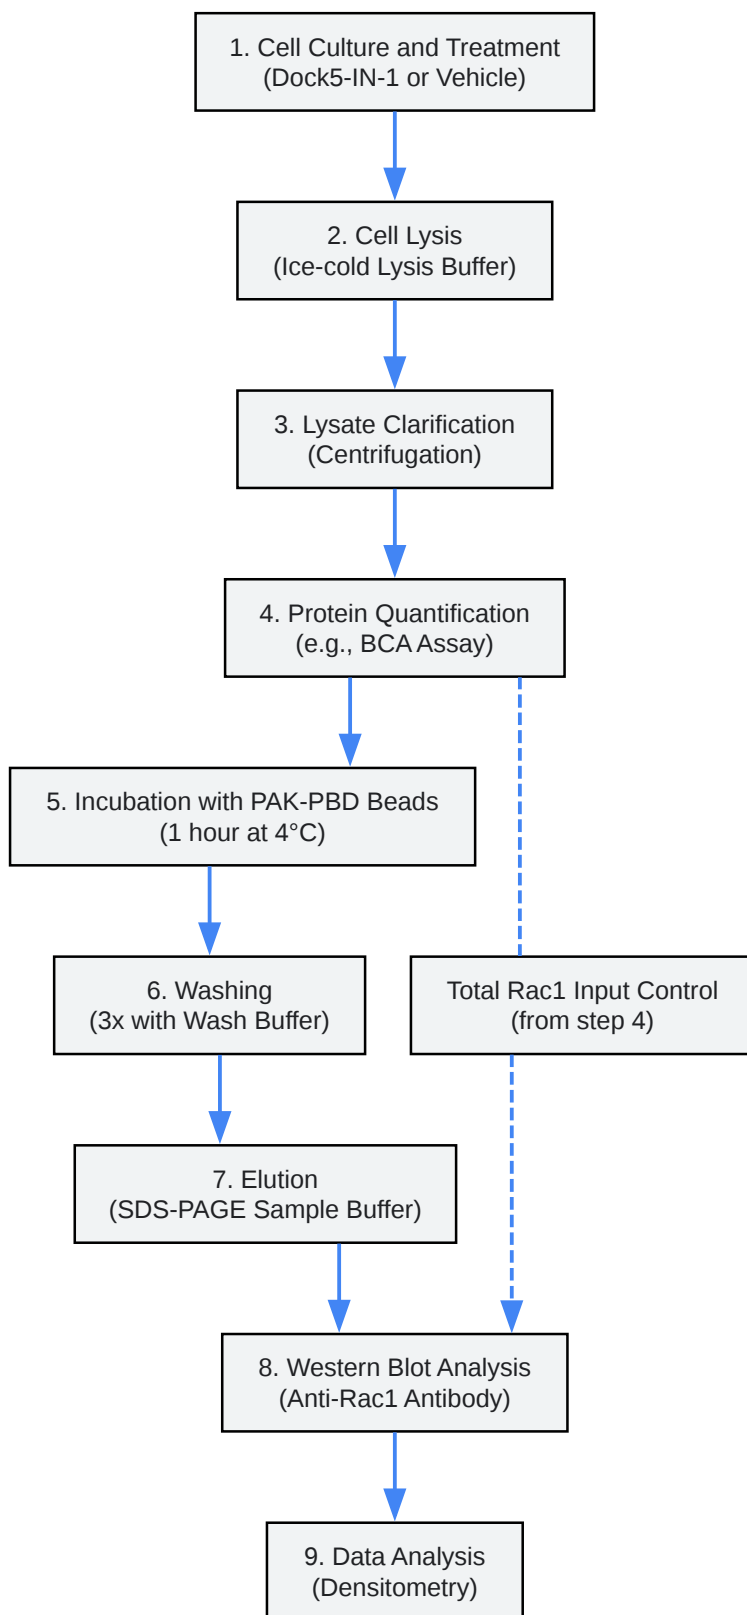 1. Cell Culture and Treatment
(Dock5-IN-1 or Vehicle)
2. Cell Lysis
(Ice-cold Lysis Buffer)
3. Lysate Clarification
(Centrifugation)
4. Protein Quantification
(e.g., BCA Assay)
5. Incubation with PAK-PBD Beads
(1 hour at 4°C)
6. Washing
(3x with Wash Buffer)
Total Rac1 Input Control
(from step 4)
7. Elution
(SDS-PAGE Sample Buffer)
8. Western Blot Analysis
(Anti-Rac1 Antibody)
9. Data Analysis
(Densitometry)